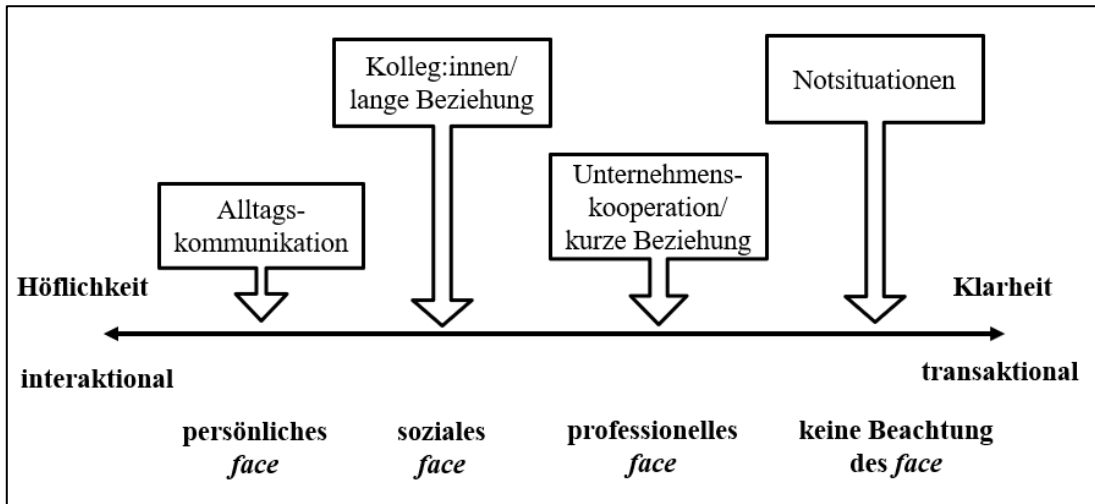 Kolleg:innen/
lange Beziehung
Notsituationen
Unternehmens-
kooperation/
kurze Beziehung
Alltags-
kommunikation
Höflichkeit
Klarheit
interaktional
transaktional
persönliches
face
soziales
face
professionelles
face
keine Beachtung
des face